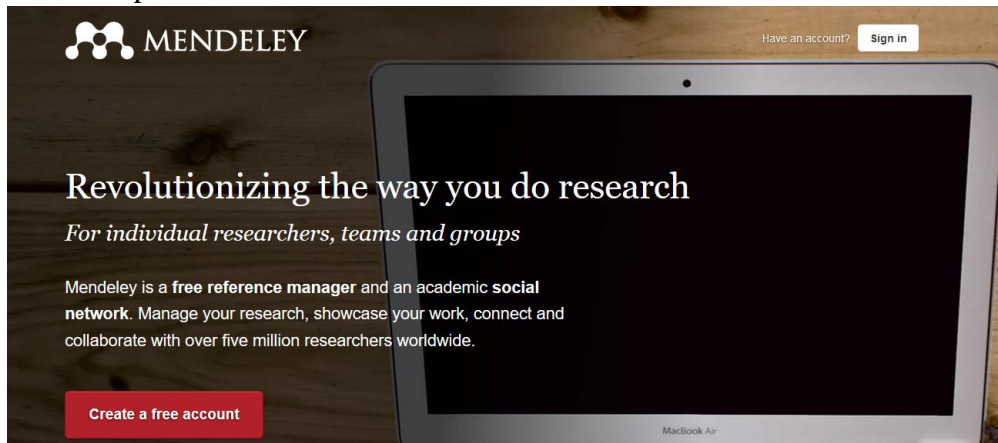 MENDELEY
Have an account? Sign in
Revolutionizing the way you do research
For individual researchers, teams and groups
Mendeley is a free reference manager and an academic social
network. Manage your research, showcase your work, connect and
collaborate with over five million researchers worldwide.
Create a free account
MacBook Air